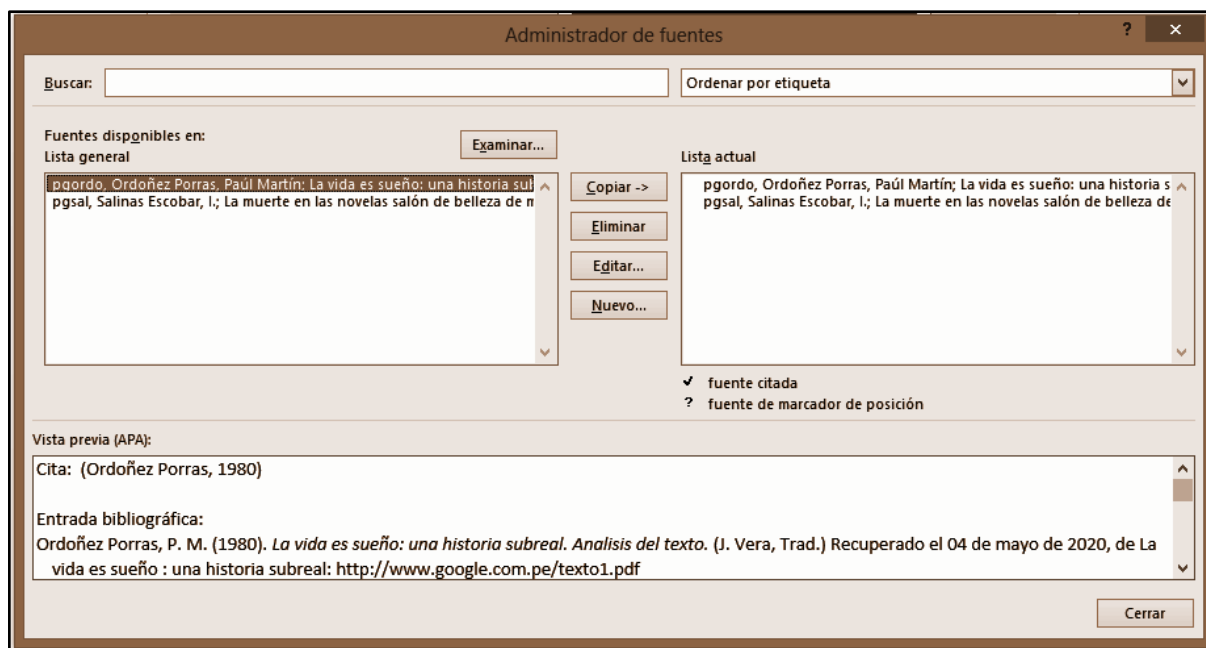 Administrador de fuentes
?
Buscar:
Ordenar por etiqueta
Fuentes disponibles en:
Lista general
Examinar...
Lista actual
pgordo, Ordoñez Porras, Paúl Martín; La vida es sueño: una historia sub
pgsal, Salinas Escobar, I.; La muerte en las novelas salón de belleza de m
Copiar ->
Eliminar
Editar...
Nuevo...
pgordo, Ordoñez Porras, Paúl Martín; La vida es sueño: una historia s
pgsal, Salinas Escobar, I.; La muerte en las novelas salón de belleza de
fuente citada
? fuente de marcador de posición
Vista previa (APA):
Cita: (Ordoñez Porras, 1980)
Entrada bibliográfica:
Ordoñez Porras, P. M. (1980). La vida es sueño: una historia subreal. Analisis del texto. (J. Vera, Trad.) Recuperado el 04 de mayo de 2020, de La
vida es sueño : una historia subreal: http://www.google.com.pe/texto1.pdf
Cerrar